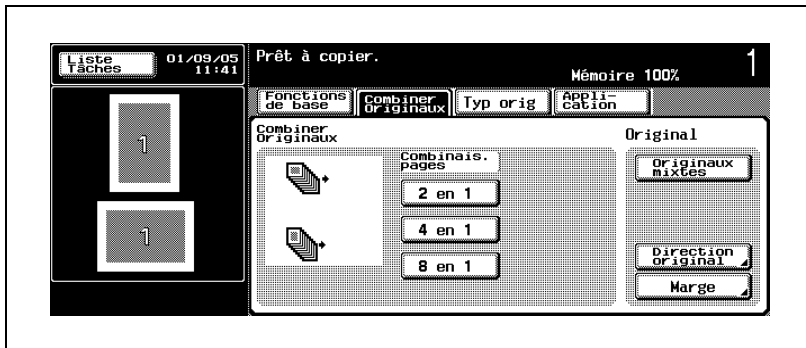 Liste
Tâches
01/09/05
11:41
Prêt à copier.
Mémoire 100%
1
Fonctions
de base
Combiner
Originaux
Typ orig
Appli-
cation
Combiner
Originaux
Original
Combinais.
pages
2 en 1
4 en 1
8 en 1
Originaux
mixtes
Direction
original
Marge
1
1